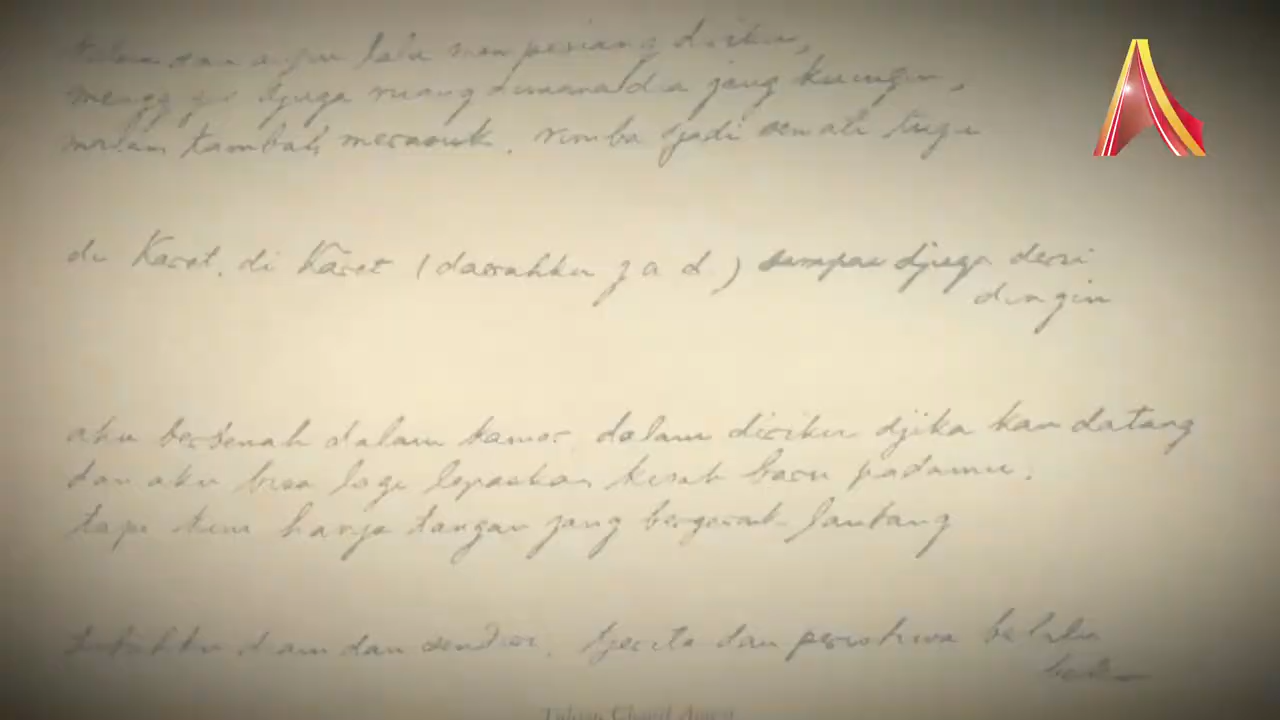 kelam dan angin lalu mempesiang diriku,
menggigir djuga ruang dimana dia jang kuingin,
malam tambah merasuk, rimba djadi semati tugu
di Karet, di Karet (daerahku j a d.) sampai djuga deru
dingin
aku berbenah dalam kamar, dalam diriku djika kau datang
dan aku bisa lagi lepaskan kisah baru padamu,
tapi kini hanja tangan jang bergerak lantang
tubuhku diam dan sendiri, tjerita dan peristiwa berlalu
beku
Tulisan Chairil Anwar